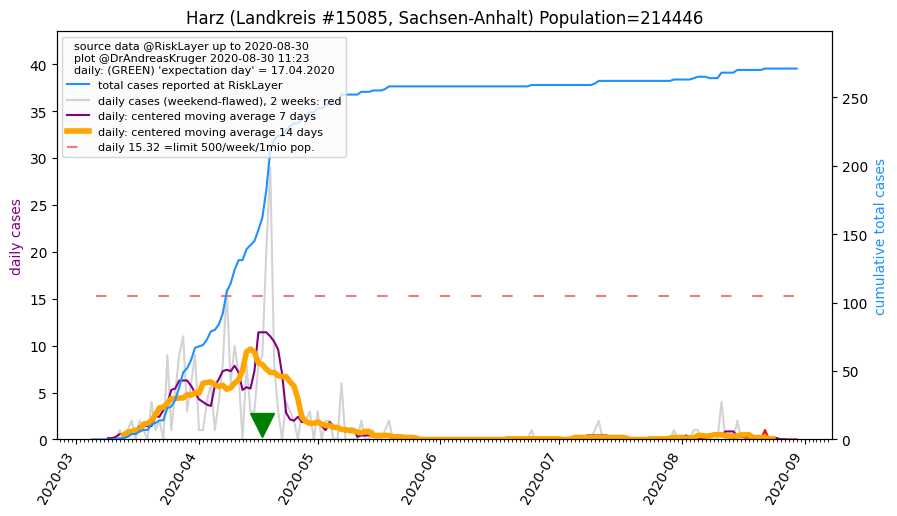 Harz (Landkreis #15085, Sachsen-Anhalt) Population=214446
source data @RiskLayer up to 2020-08-30
plot @DrAndreasKruger 2020-08-30 11:23
daily: (GREEN) 'expectation day' = 17.04.2020
total cases reported at RiskLayer
daily cases (weekend-flawed), 2 weeks: red
daily: centered moving average 7 days
daily: centered moving average 14 days
daily 15.32 =limit 500/week/1mio pop.
daily cases
40
35
30
25
20
15
10
5
0
cumulative total cases
250
200
150
100
50
0
2020-03
2020-04
2020-05
2020-06
2020-07
2020-08
2020-09